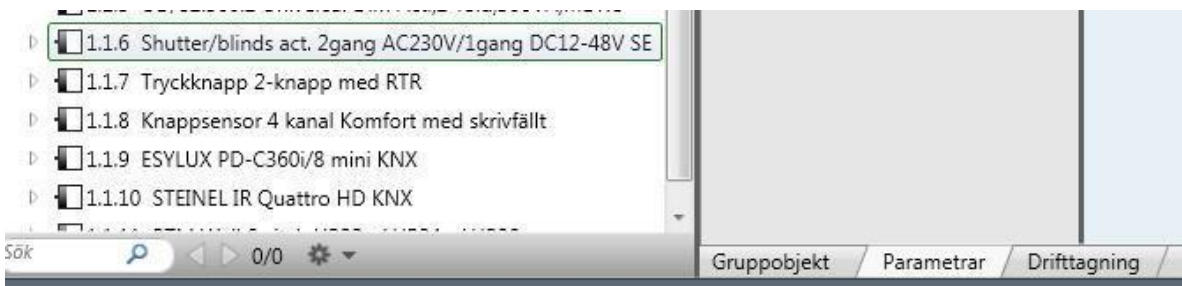 1.1.6 Shutter/blinds act. 2gang AC230V/1gang DC12-48V SE
1.1.7 Tryckknapp 2-knapp med RTR
1.1.8 Knappsensor 4 kanal Komfort med skrivfällt
1.1.9 ESYLUX PD-C360i/8 mini KNX
1.1.10 STEINEL IR Quattro HD KNX
Sök 0/0
Gruppobjekt Parametrar Drifttagning